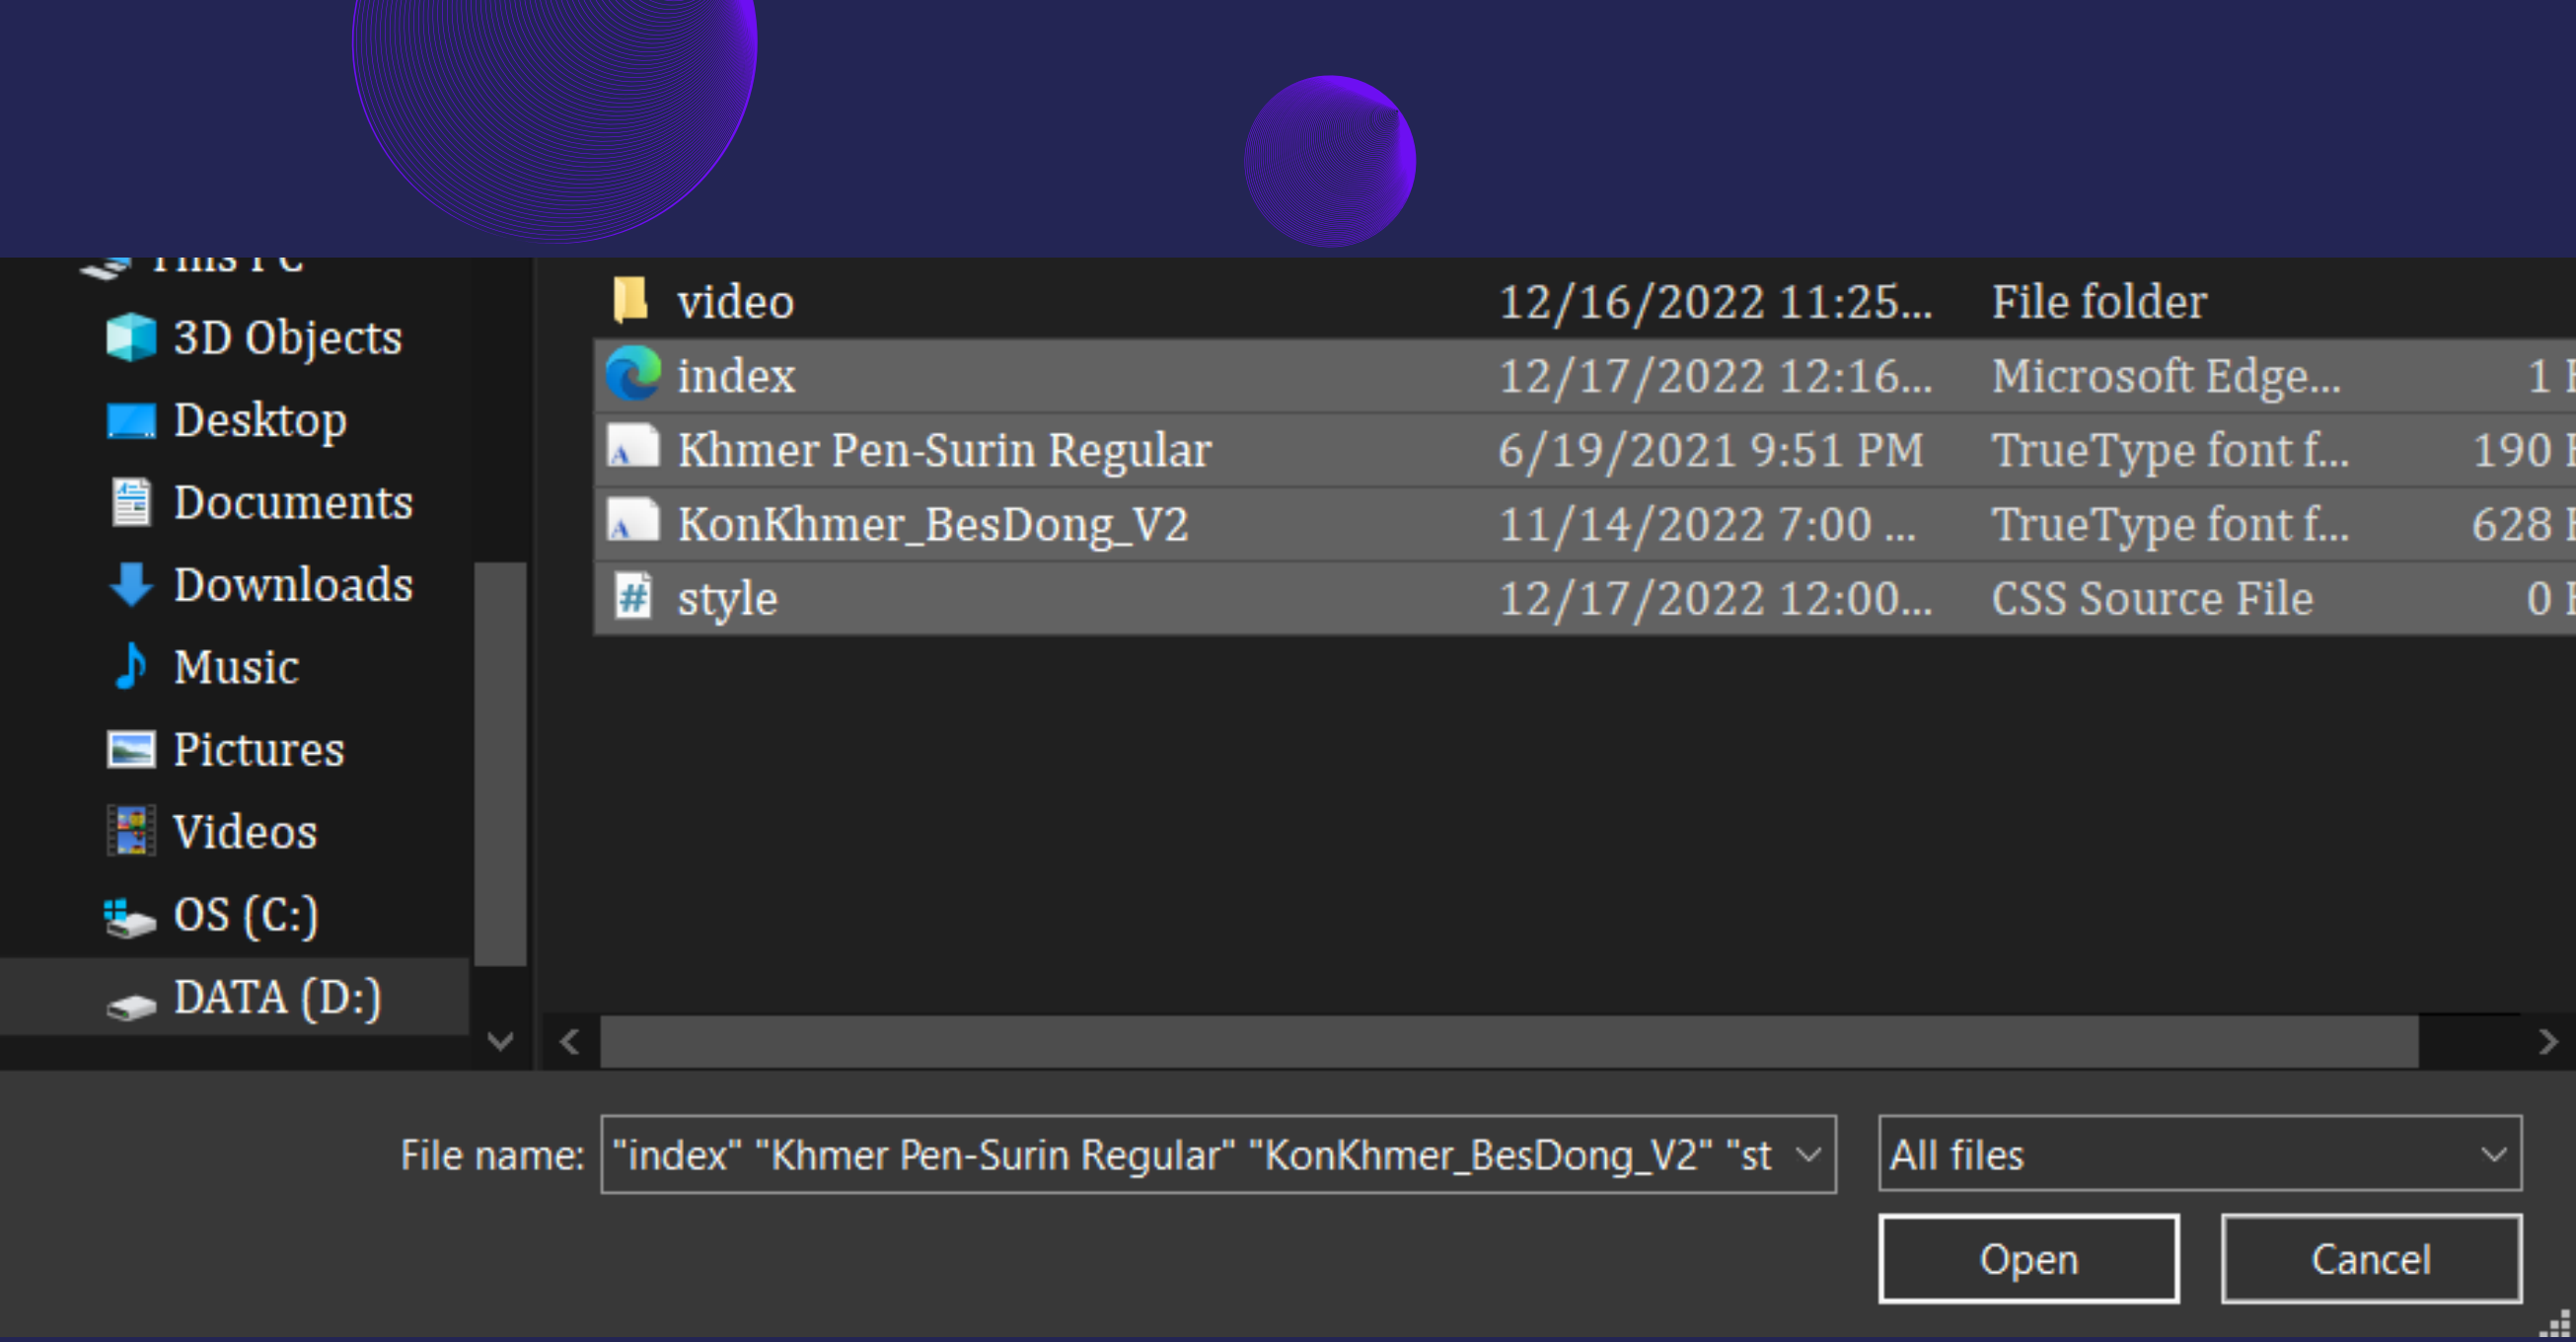 This PC
3D Objects
Desktop
Documents
Downloads
Music
Pictures
Videos
OS (C:)
DATA (D:)
video 12/16/2022 11:25... File folder
index 12/17/2022 12:16... Microsoft Edge... 1
Khmer Pen-Surin Regular 6/19/2021 9:51 PM TrueType font f... 190
KonKhmer_BesDong_V2 11/14/2022 7:00 ... TrueType font f... 628
style 12/17/2022 12:00... CSS Source File 0
File name: "index" "Khmer Pen-Surin Regular" "KonKhmer_BesDong_V2" "st All files
Open Cancel